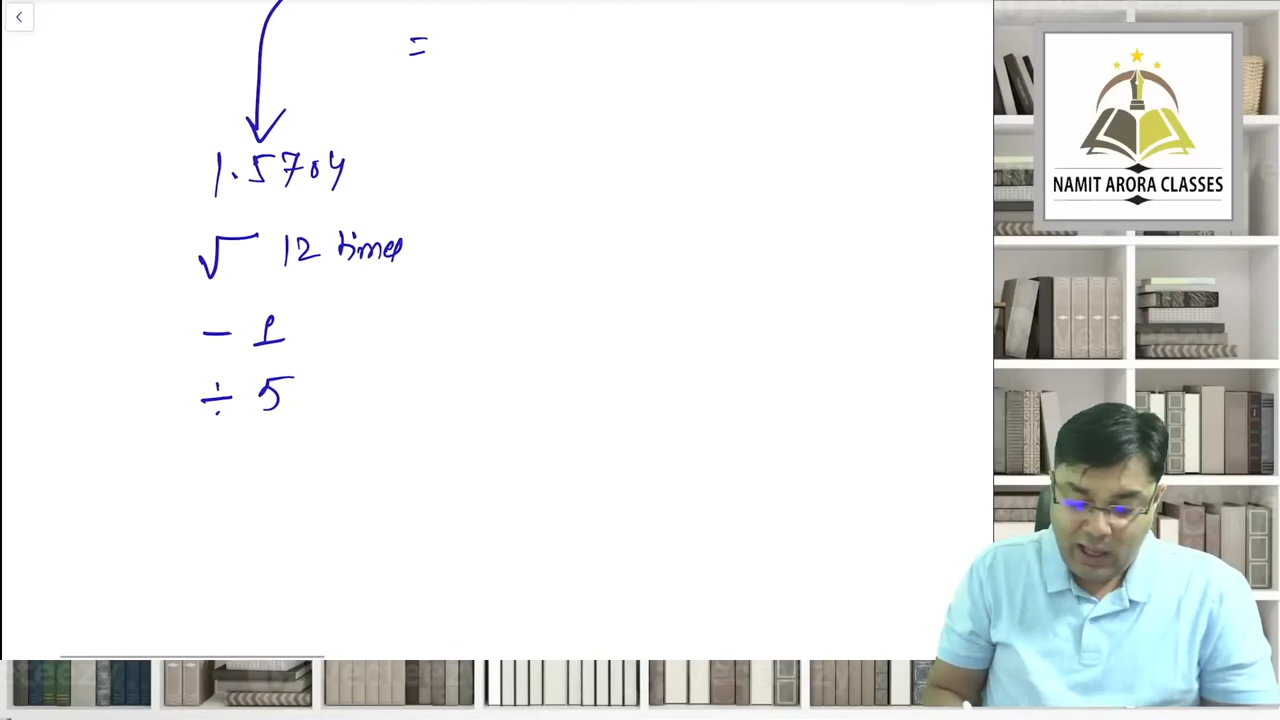 =
1.5704
√ 12 times
- 1
÷ 5
NAMIT ARORA CLASSES